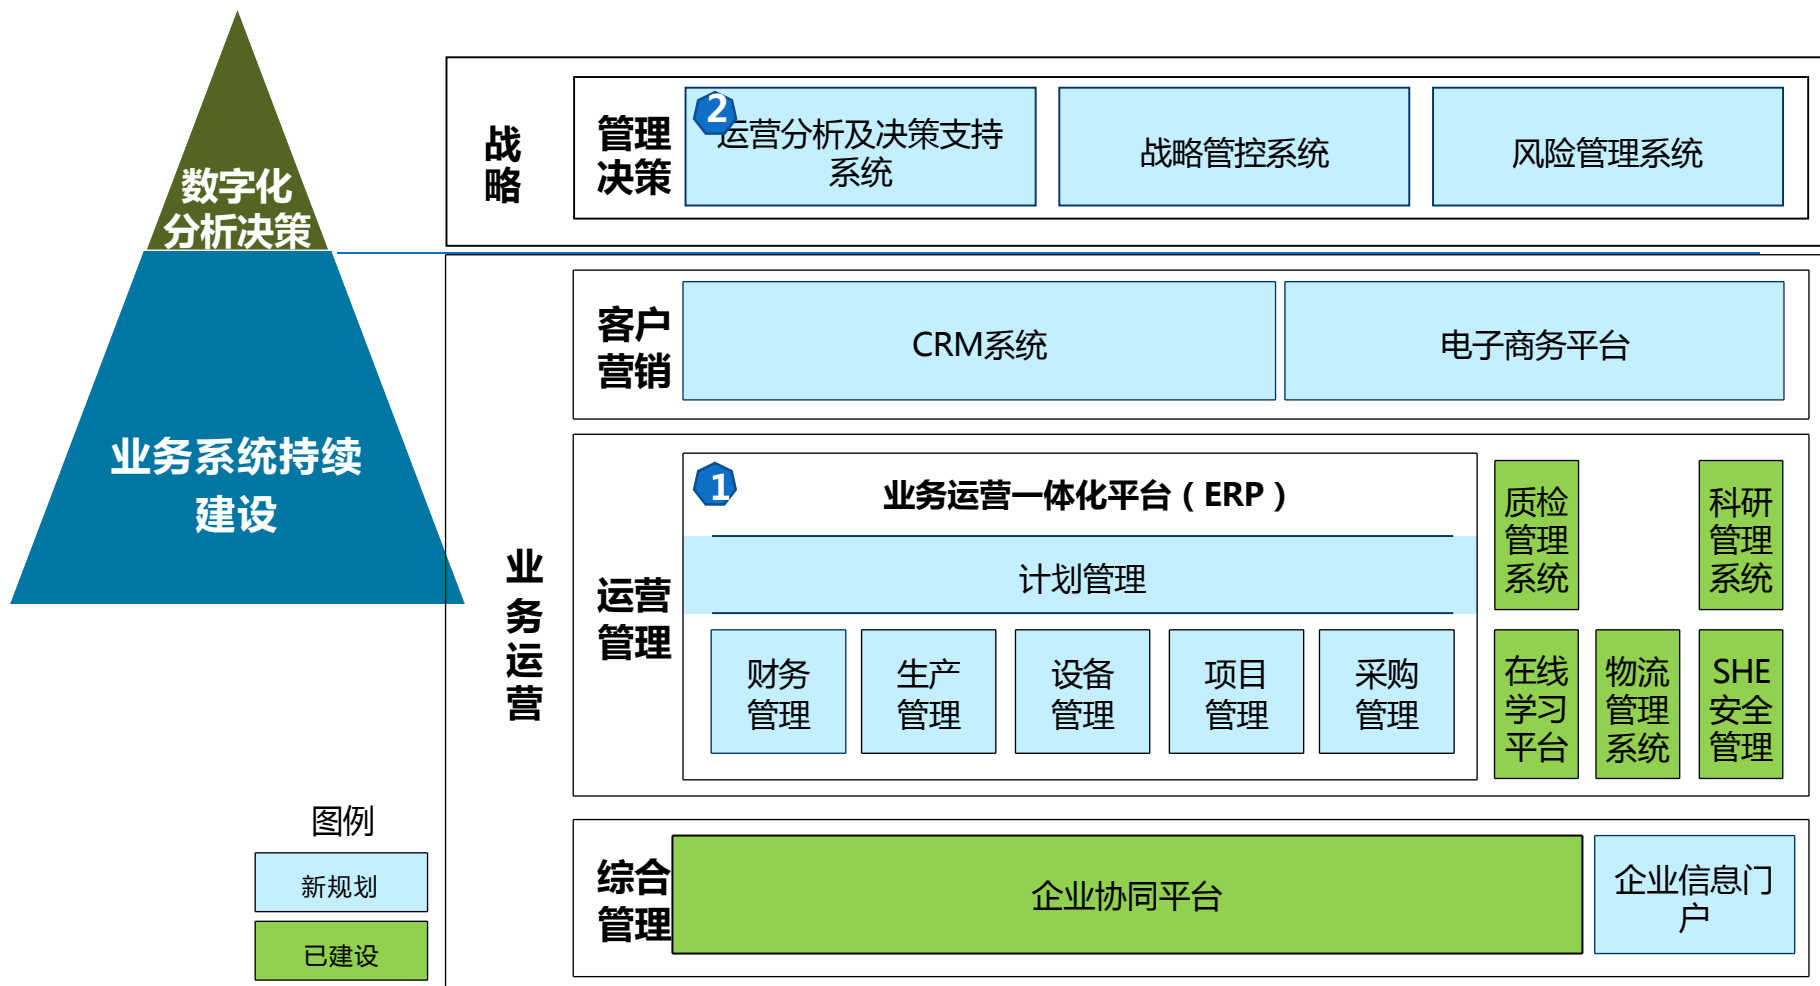 数字化
分析决策
业务系统持续
建设
图例
新规划
已建设
战
略
管理
决策
2
运营分析及决策支持
系统
战略管控系统
风险管理系统
业
务
运
营
客户
营销
CRM系统
电子商务平台
运营
管理
1
业务运营一体化平台（ERP）
计划管理
财务
管理
生产
管理
设备
管理
项目
管理
采购
管理
质检
管理
系统
科研
管理
系统
在线
学习
平台
物流
管理
系统
SHE
安全
管理
综合
管理
企业协同平台
企业信息门
户